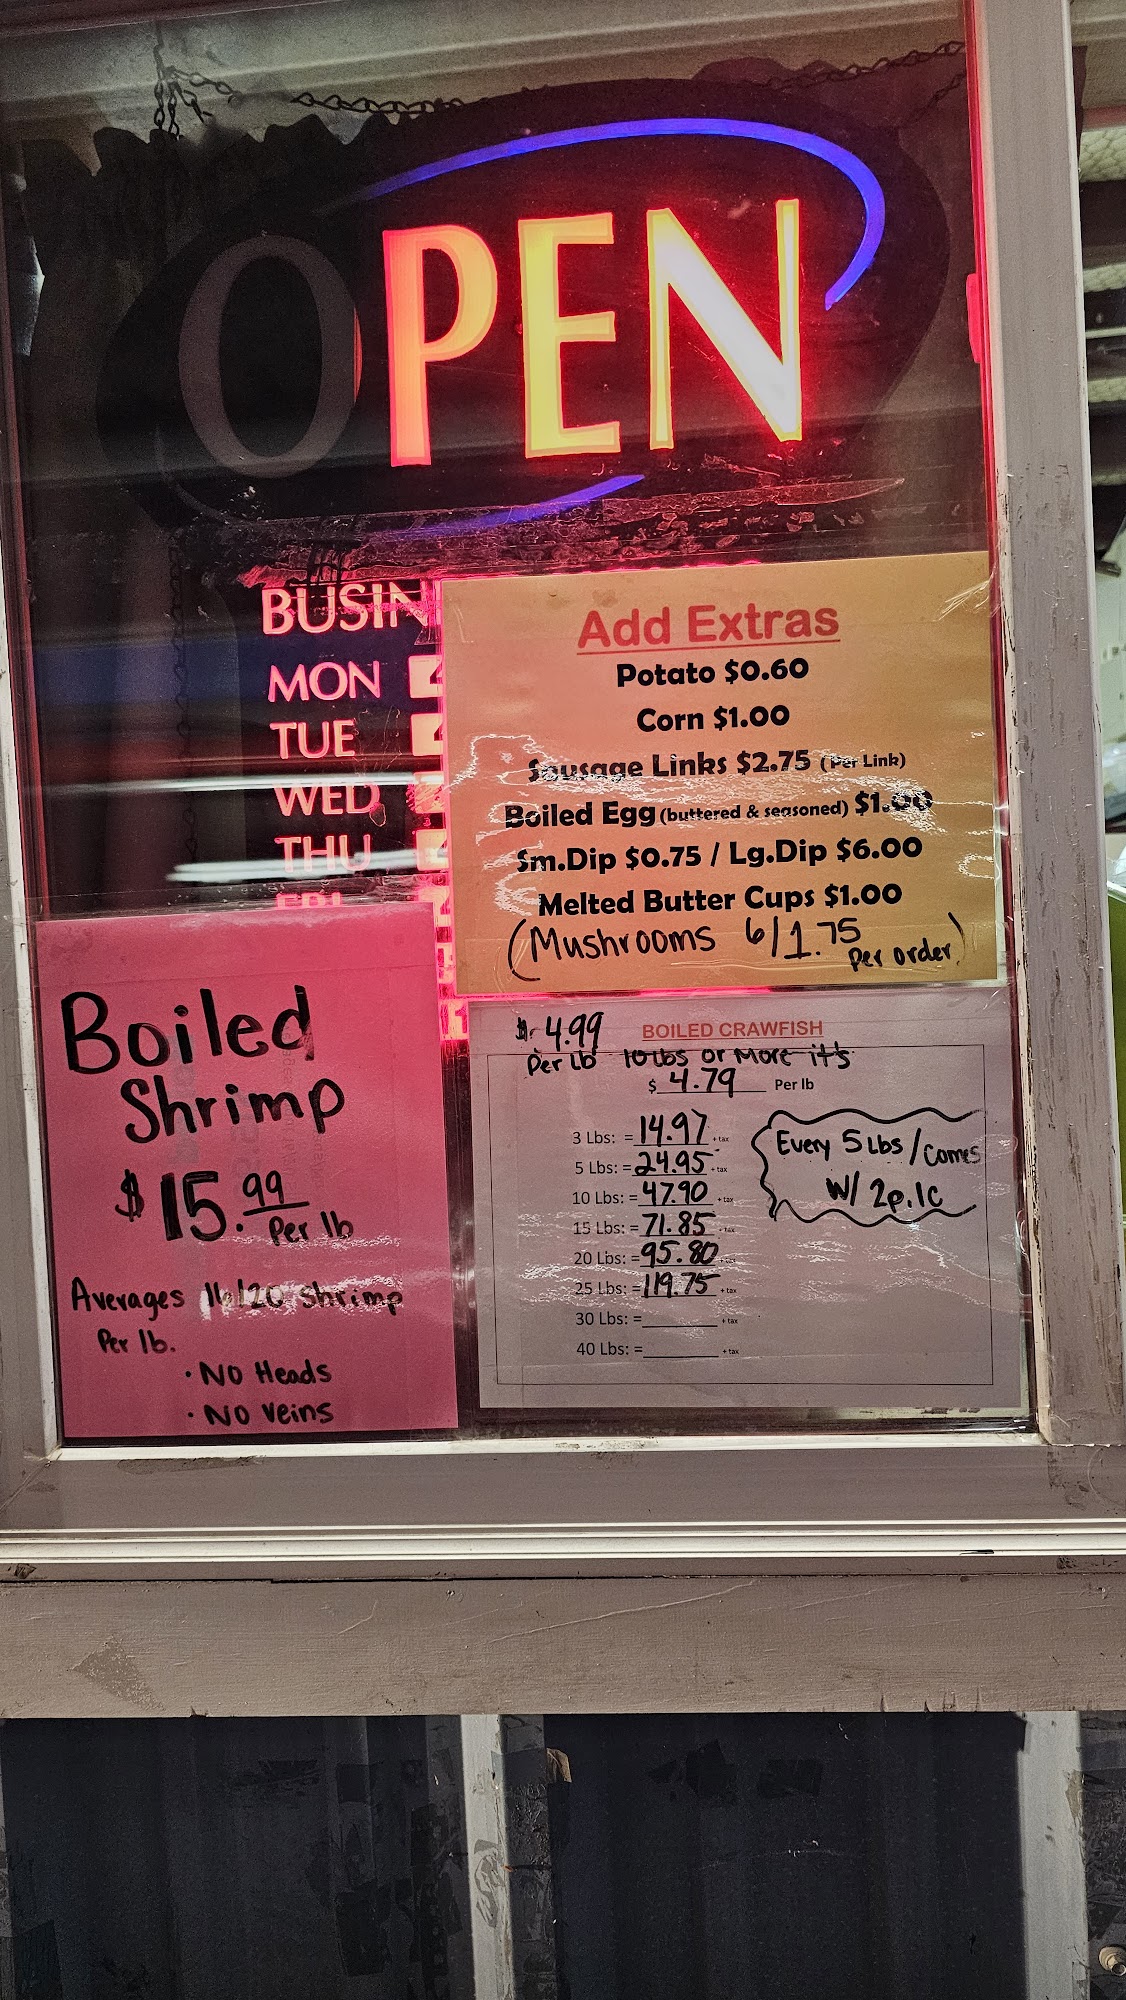 OPEN
BUSIN
MON
TUE
WED
THU
FRI
Add Extras
Potato $0.60
Corn $1.00
Sausage Links $2.75 (Per Link)
Boiled Egg (buttered & seasoned) $1.00
Sm.Dip $0.75 / Lg.Dip $6.00
Melted Butter Cups $1.00
(Mushrooms 6/1.75 per order)
Boiled
Shrimp
$15.99 Per lb
Averages 16/20 shrimp
Per lb.
• NO Heads
• NO Veins
$4.99 BOILED CRAWFISH
Per Lb 10 lbs or More it's
$ 4.79 Per lb
3 Lbs: = 14.97 + tax
5 Lbs: = 24.95 + tax
10 Lbs: = 47.90 + tax
15 Lbs: = 71.85 + tax
20 Lbs: = 95.80 + tax
25 Lbs: = 119.75 + tax
30 Lbs: = ________ + tax
40 Lbs: = ________ + tax
Every 5 Lbs / Comes
W/ 2p.1c